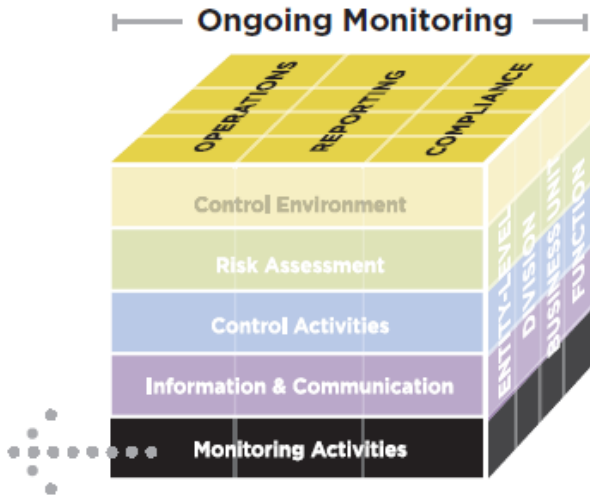 Ongoing Monitoring
OPERATIONS
REPORTING
COMPLIANCE
Control Environment
Risk Assessment
Control Activities
Information & Communication
Monitoring Activities
ENTITY-LEVEL
DIVISION
BUSINESS UNIT
FUNCTION